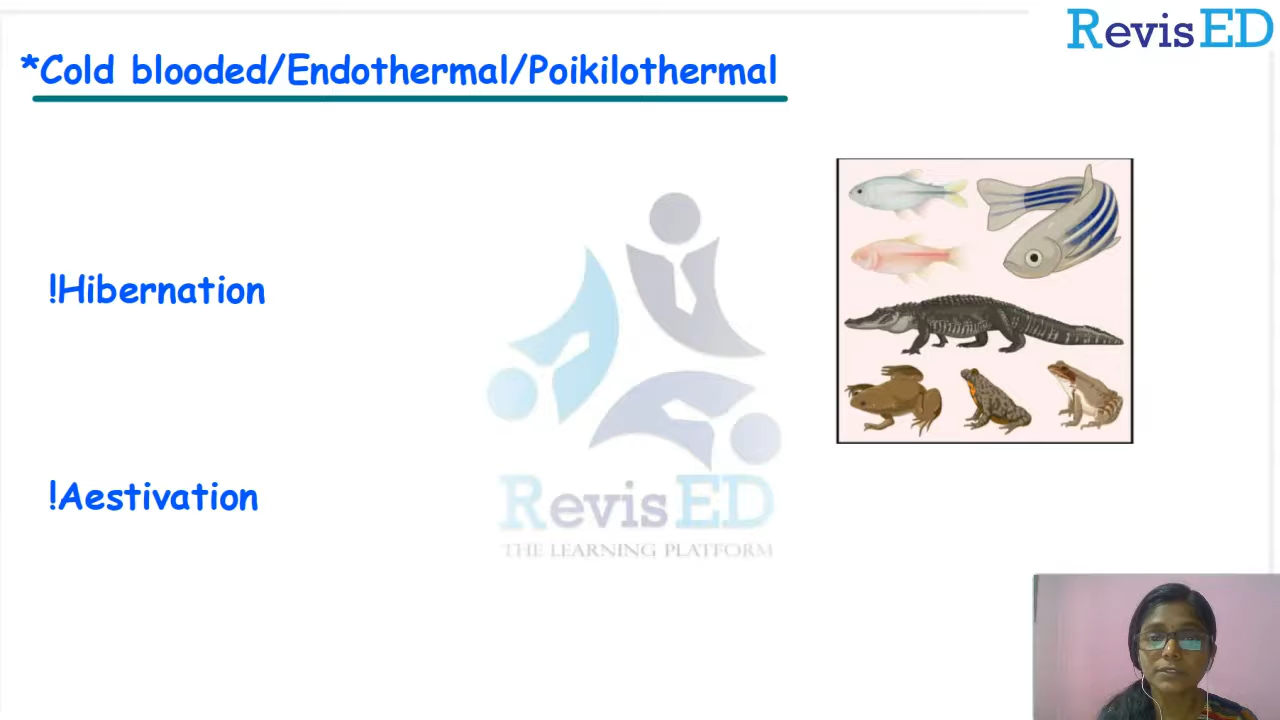 RevisED
*Cold blooded/Endothermal/Poikilothermal
!Hibernation
!Aestivation
RevisED
THE LEARNING PLATFORM